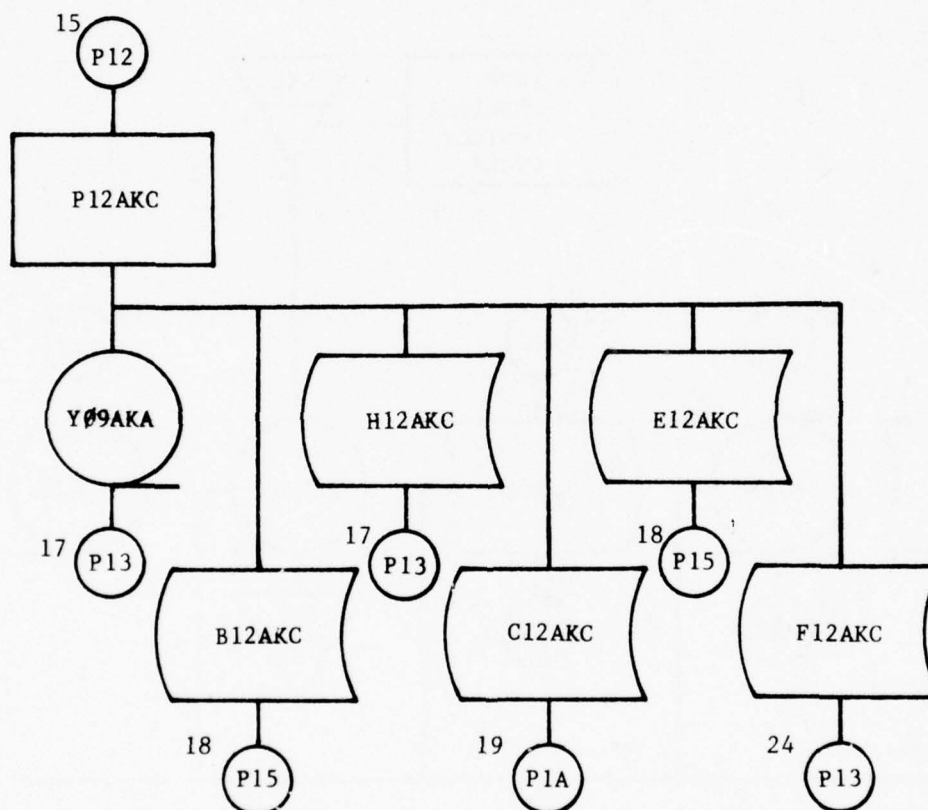 15
P12
P12AKC
YØ9AKA
H12AKC
E12AKC
17
P13
17
P13
18
P15
B12AKC
C12AKC
F12AKC
18
P15
19
P1A
24
P13